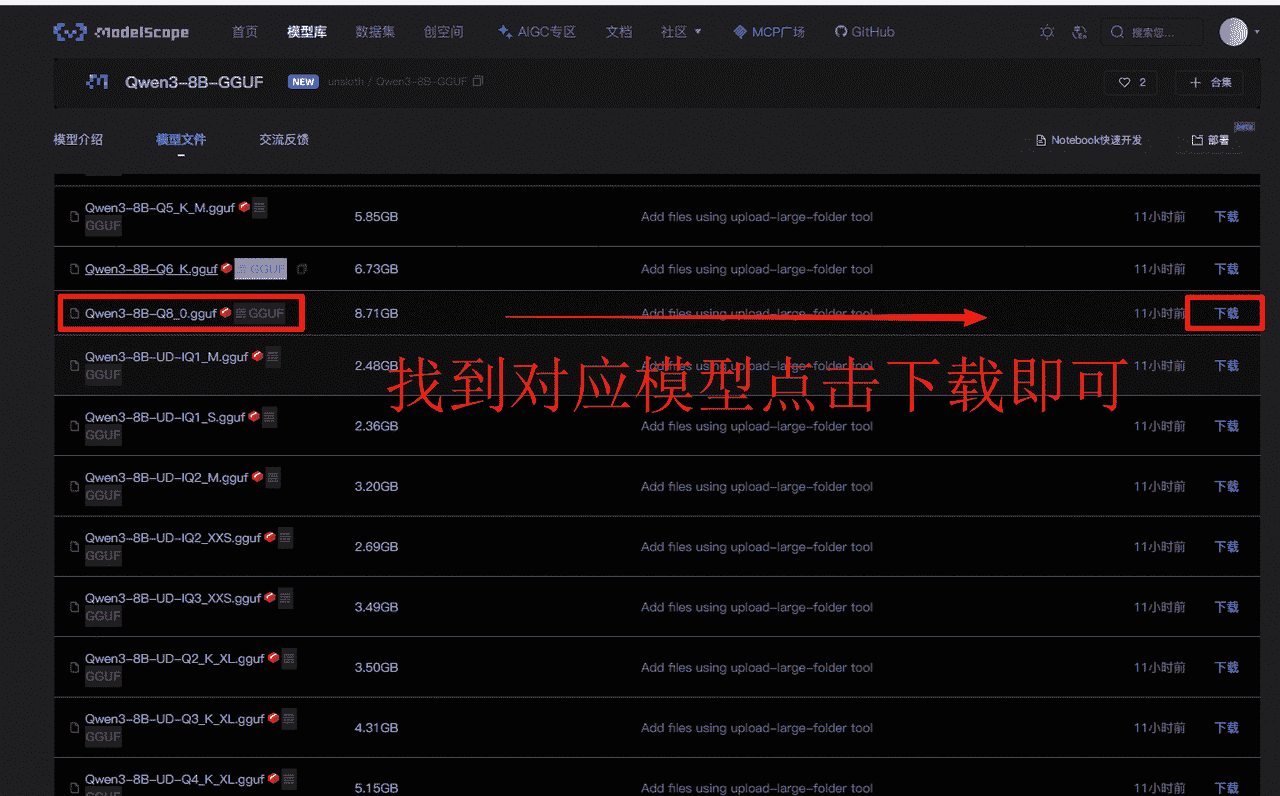 ModelScope 首页 模型库 数据集 创空间 AIGC专区 文档 社区 MCP广场 GitHub 搜索您...
Qwen3-8B-GGUF NEW unsloth / Qwen3-8B-GGUF 2 合集
模型介绍 模型文件 交流反馈 Notebook快速开发 部署 beta
Qwen3-8B-Q5_K_M.gguf 5.85GB Add files using upload-large-folder tool 11小时前 下载
GGUF
Qwen3-8B-Q6_K.gguf GGUF 6.73GB Add files using upload-large-folder tool 11小时前 下载
Qwen3-8B-Q8_0.gguf GGUF 8.71GB Add files using upload-large-folder tool 11小时前 下载
Qwen3-8B-UD-IQ1_M.gguf 2.48GB Add files using upload-large-folder tool 11小时前 下载
GGUF
找到对应模型点击下载即可
Qwen3-8B-UD-IQ1_S.gguf 2.36GB Add files using upload-large-folder tool 11小时前 下载
GGUF
Qwen3-8B-UD-IQ2_M.gguf 3.20GB Add files using upload-large-folder tool 11小时前 下载
GGUF
Qwen3-8B-UD-IQ2_XXS.gguf 2.69GB Add files using upload-large-folder tool 11小时前 下载
GGUF
Qwen3-8B-UD-IQ3_XXS.gguf 3.49GB Add files using upload-large-folder tool 11小时前 下载
GGUF
Qwen3-8B-UD-Q2_K_XL.gguf 3.50GB Add files using upload-large-folder tool 11小时前 下载
GGUF
Qwen3-8B-UD-Q3_K_XL.gguf 4.31GB Add files using upload-large-folder tool 11小时前 下载
GGUF
Qwen3-8B-UD-Q4_K_XL.gguf 5.15GB Add files using upload-large-folder tool 11小时前 下载
GGUF